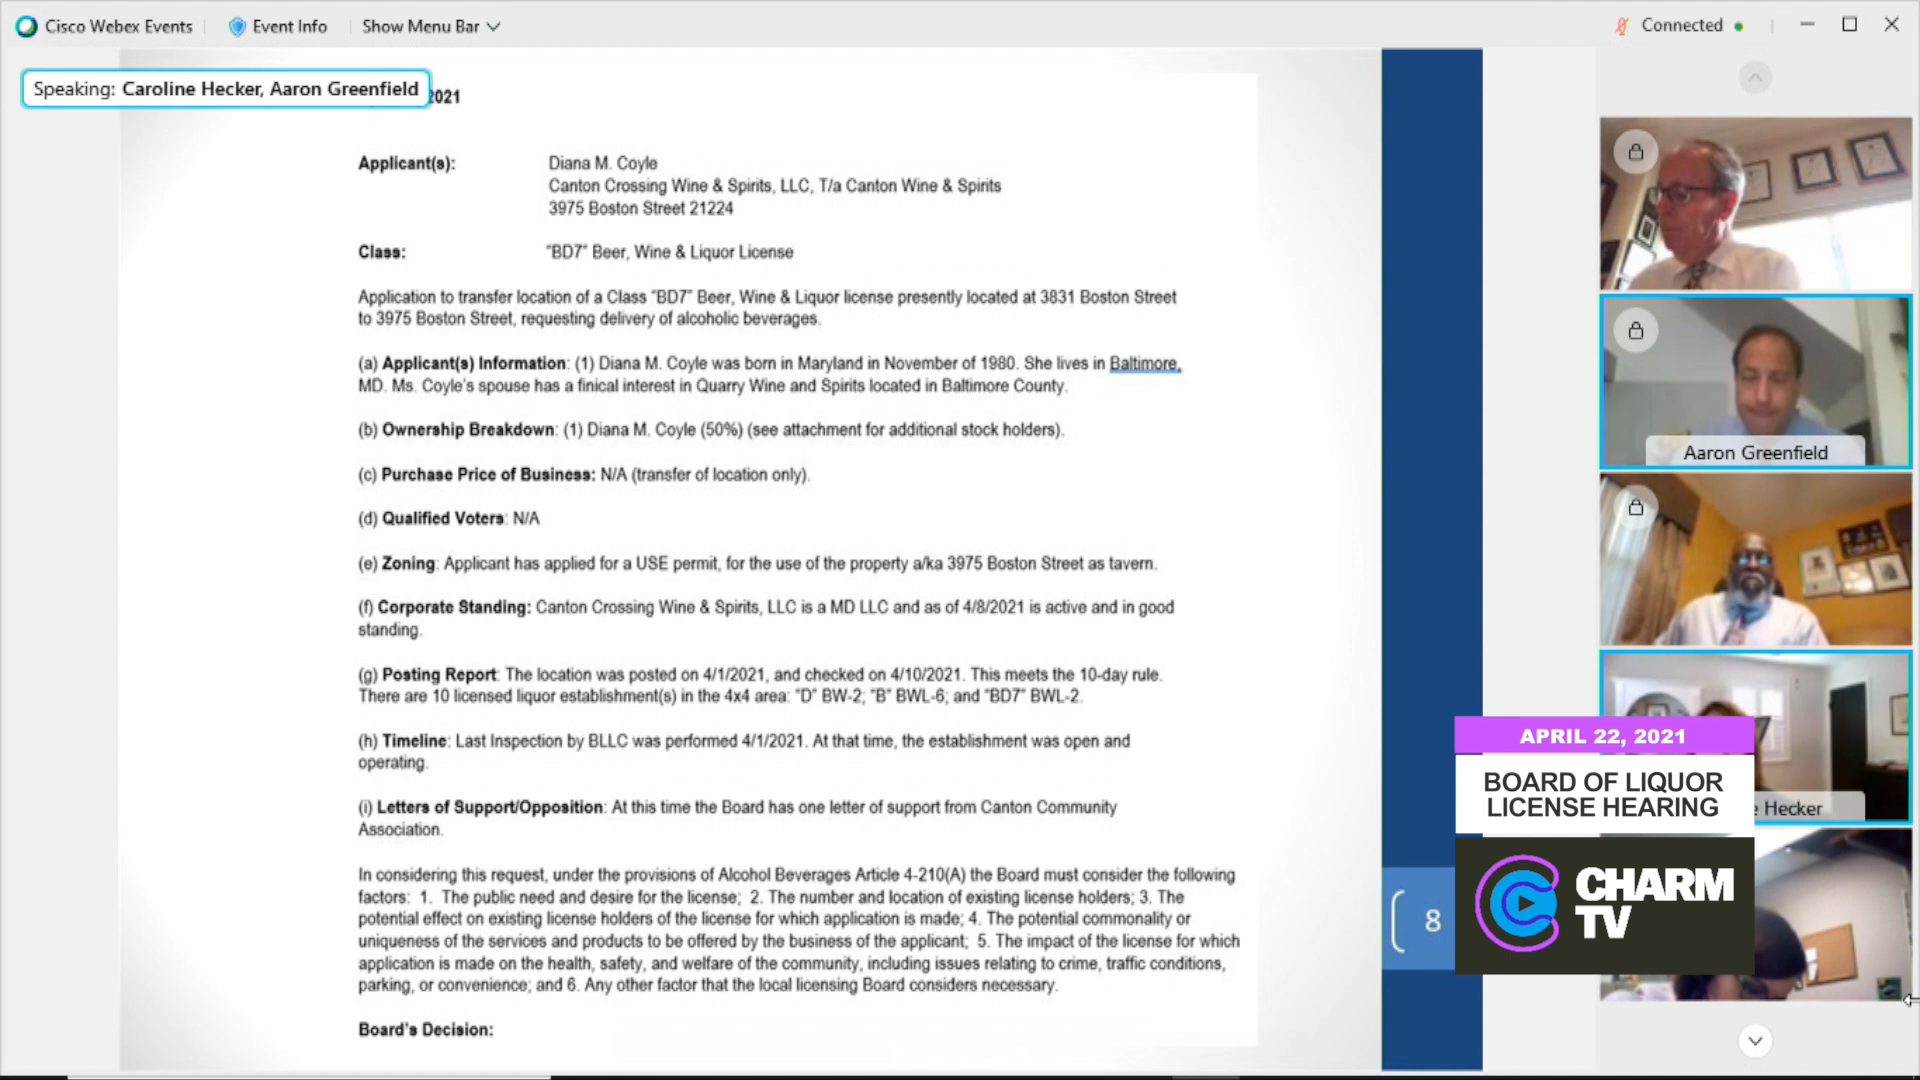 Cisco Webex Events
Event Info
Show Menu Bar
Connected
Speaking: Caroline Hecker, Aaron Greenfield
2021
Applicant(s):
Diana M. Coyle
Canton Crossing Wine & Spirits, LLC, T/a Canton Wine & Spirits
3975 Boston Street 21224
Class:
"BD7" Beer, Wine & Liquor License
Application to transfer location of a Class "BD7" Beer, Wine & Liquor license presently located at 3831 Boston Street
to 3975 Boston Street, requesting delivery of alcoholic beverages.
(a) Applicant(s) Information: (1) Diana M. Coyle was born in Maryland in November of 1980. She lives in Baltimore,
MD. Ms. Coyle's spouse has a finical interest in Quarry Wine and Spirits located in Baltimore County.
(b) Ownership Breakdown: (1) Diana M. Coyle (50%) (see attachment for additional stock holders).
(c) Purchase Price of Business: N/A (transfer of location only).
(d) Qualified Voters: N/A
(e) Zoning: Applicant has applied for a USE permit, for the use of the property a/ka 3975 Boston Street as tavern.
(f) Corporate Standing: Canton Crossing Wine & Spirits, LLC is a MD LLC and as of 4/8/2021 is active and in good
standing.
(g) Posting Report: The location was posted on 4/1/2021, and checked on 4/10/2021. This meets the 10-day rule.
There are 10 licensed liquor establishment(s) in the 4x4 area: "D" BW-2; "B" BWL-6; and "BD7" BWL-2.
(h) Timeline: Last Inspection by BLLC was performed 4/1/2021. At that time, the establishment was open and
operating.
(i) Letters of Support/Opposition: At this time the Board has one letter of support from Canton Community
Association.
In considering this request, under the provisions of Alcohol Beverages Article 4-210(A) the Board must consider the following
factors: 1. The public need and desire for the license; 2. The number and location of existing license holders; 3. The
potential effect on existing license holders of the license for which application is made; 4. The potential commonality or
uniqueness of the services and products to be offered by the business of the applicant; 5. The impact of the license for which
application is made on the health, safety, and welfare of the community, including issues relating to crime, traffic conditions,
parking, or convenience; and 6. Any other factor that the local licensing Board considers necessary.
Board's Decision:
8
Aaron Greenfield
e Hecker
APRIL 22, 2021
BOARD OF LIQUOR
LICENSE HEARING
CHARM
TV